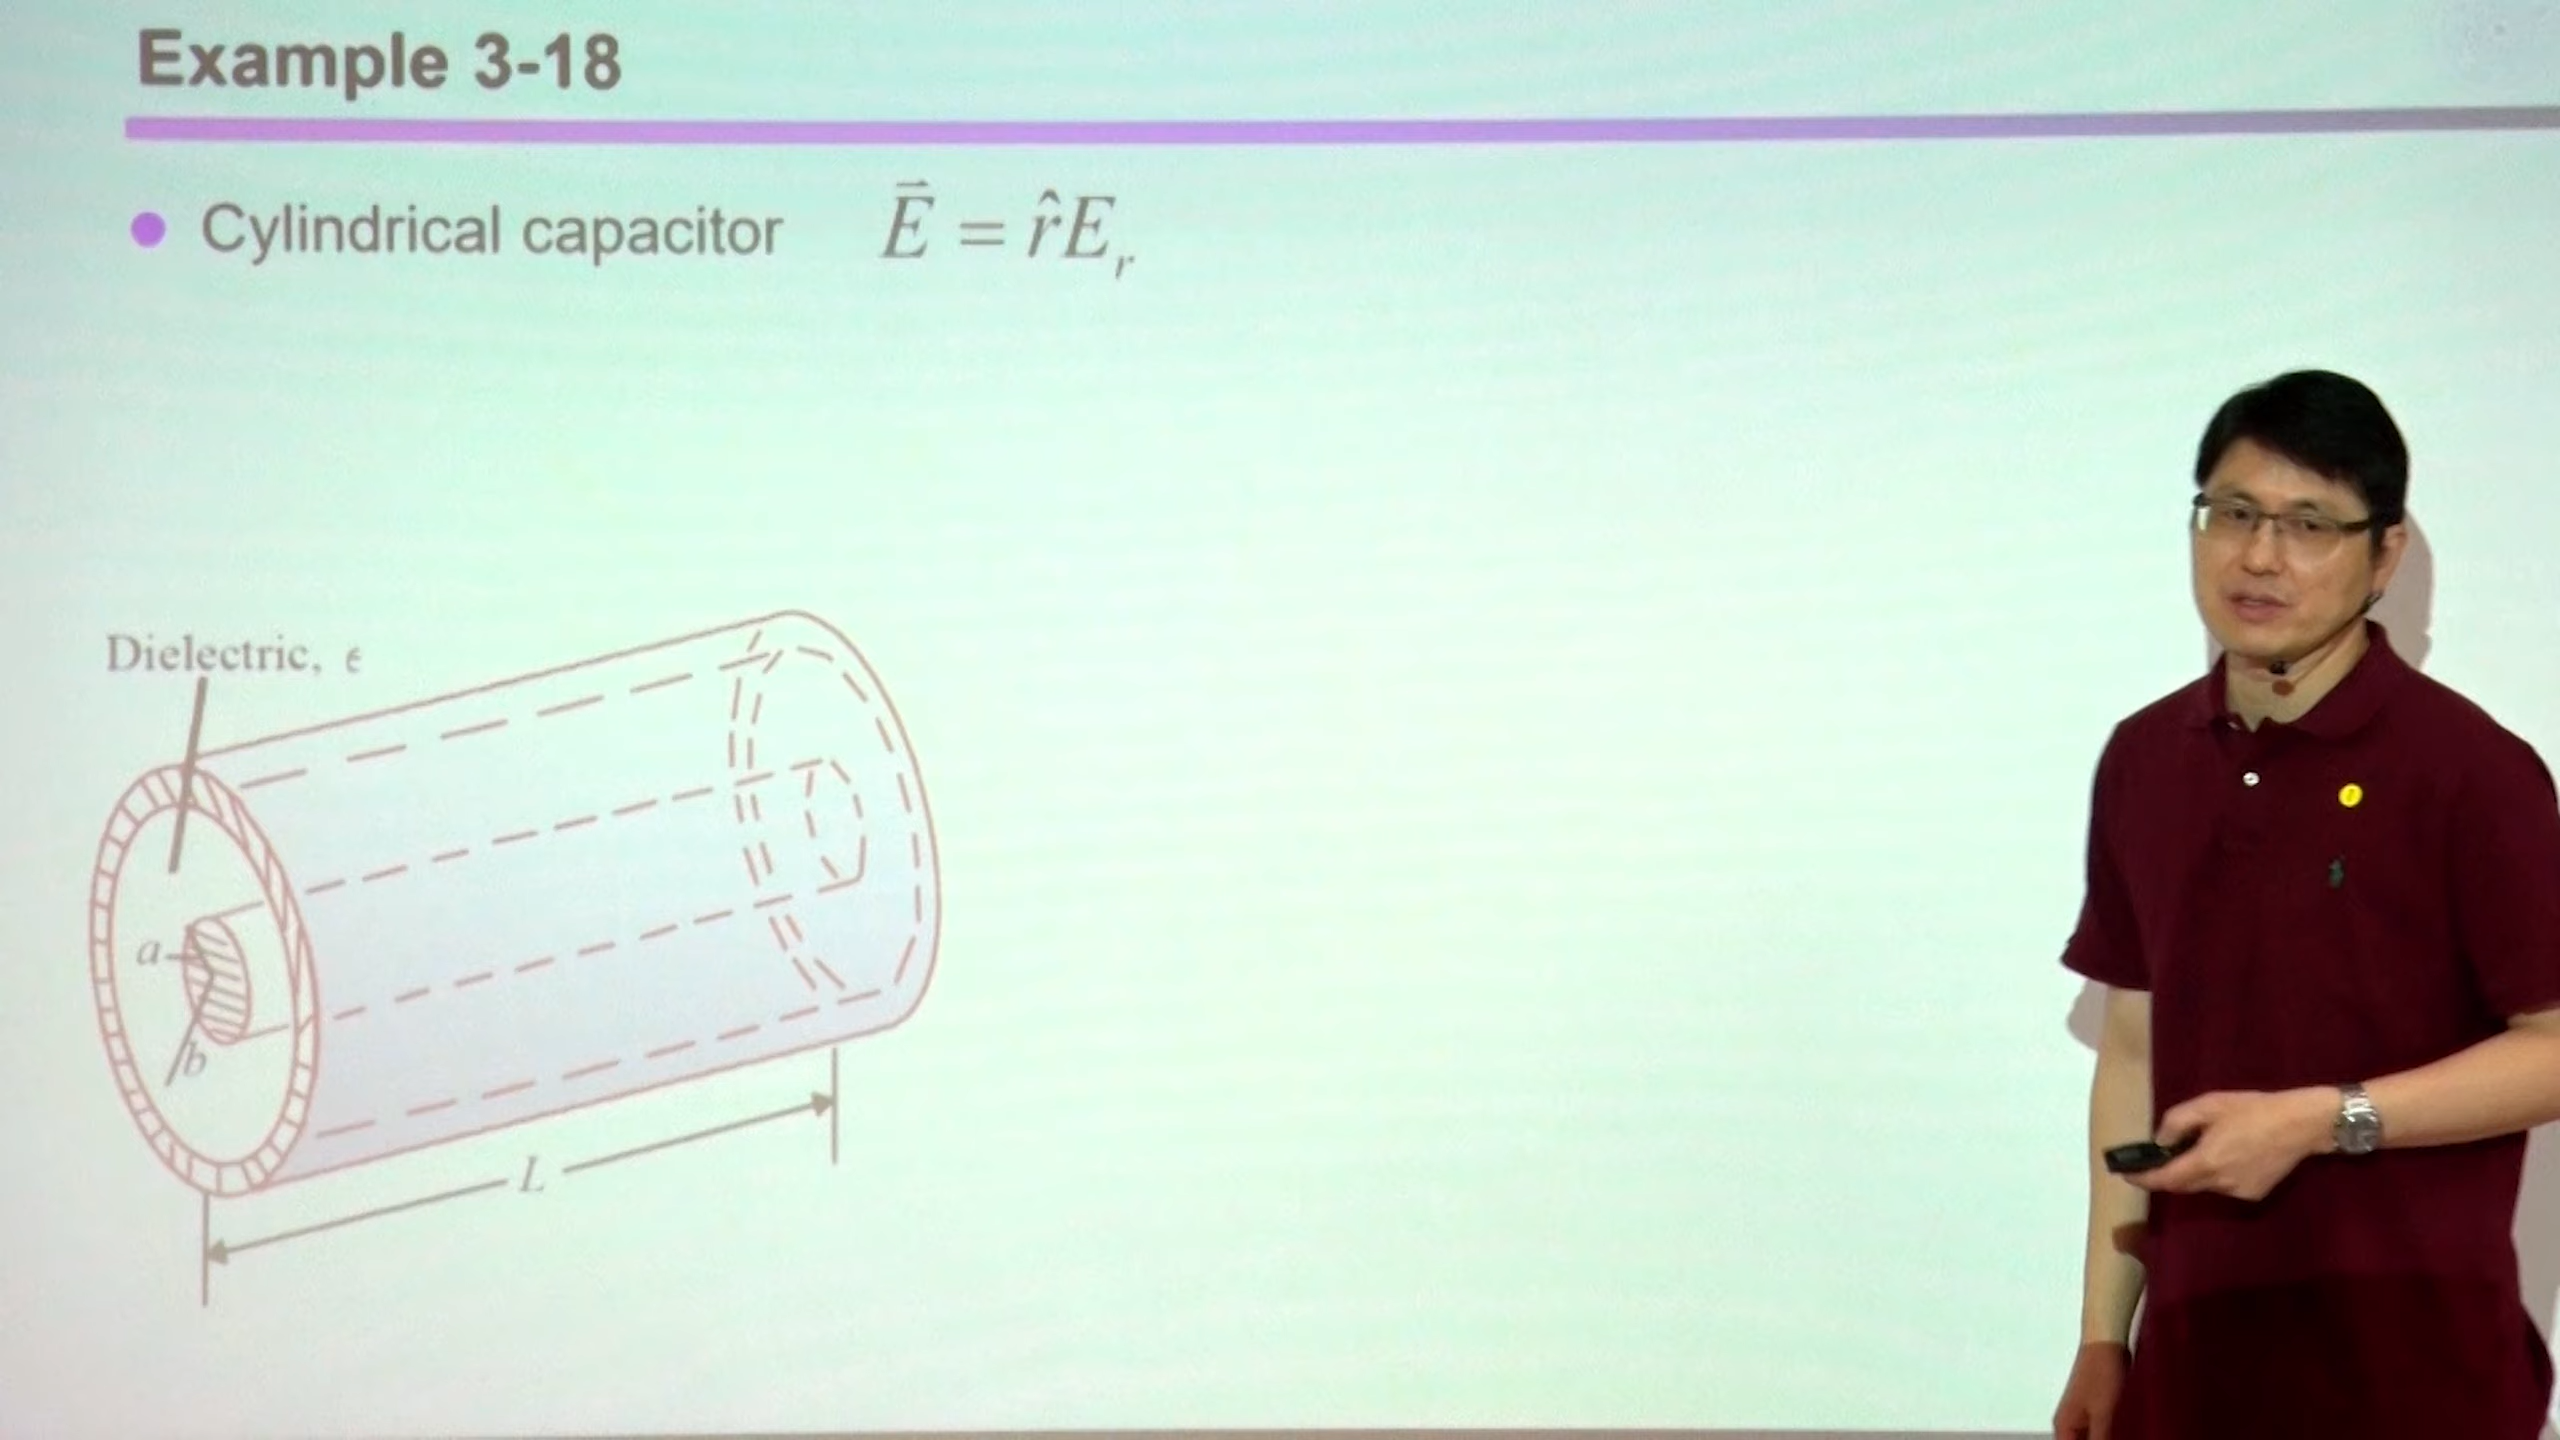 Example 3-18
Cylindrical capacitor $\vec{E} = \hat{r}E_r$
Dielectric, ϵ
a
b
L